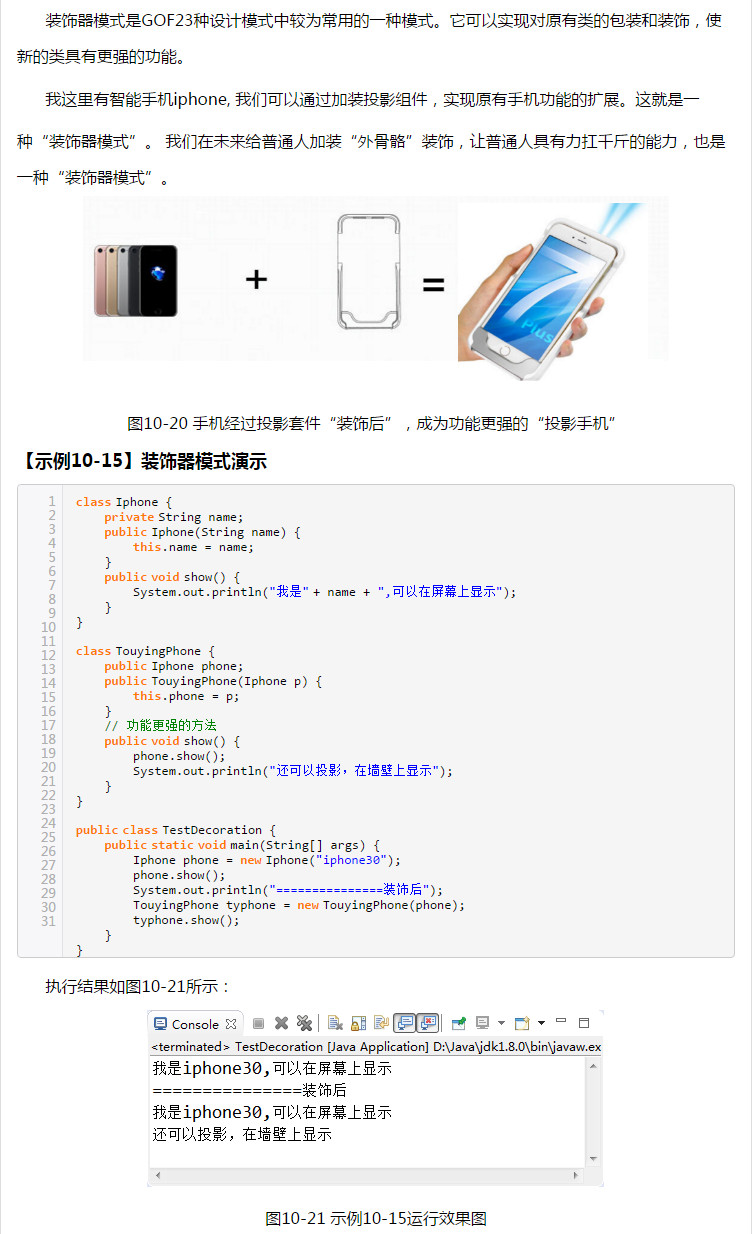 装饰器模式是GOF23种设计模式中较为常用的一种模式。它可以实现对原有类的包装和装饰，使
新的类具有更强的功能。
我这里有智能手机iphone, 我们可以通过加装投影组件，实现原有手机功能的扩展。这就是一
种“装饰器模式”。 我们在未来给普通人加装“外骨骼”装饰，让普通人具有力扛千斤的能力，也是
一种“装饰器模式”。
+
=
7
Plus
图10-20 手机经过投影套件“装饰后”，成为功能更强的“投影手机”
【示例10-15】装饰器模式演示
1 class Iphone {
2 private String name;
3 public Iphone(String name) {
4 this.name = name;
5 }
6 public void show() {
7 System.out.println("我是" + name + ",可以在屏幕上显示");
8 }
9 }
10
11 class TouyingPhone {
12 public Iphone phone;
13 public TouyingPhone(Iphone p) {
14 this.phone = p;
15 }
16 // 功能更强的方法
17 public void show() {
18 phone.show();
19 System.out.println("还可以投影，在墙壁上显示");
20 }
21 }
22
23 public class TestDecoration {
24 public static void main(String[] args) {
25 Iphone phone = new Iphone("iphone30");
26 phone.show();
27 System.out.println("===============装饰后");
28 TouyingPhone typhone = new TouyingPhone(phone);
29 typhone.show();
30 }
31 }
执行结果如图10-21所示：
Console
<terminated> TestDecoration [Java Application] D:\Java\jdk1.8.0\bin\javaw.ex
我是iphone30,可以在屏幕上显示
===============装饰后
我是iphone30,可以在屏幕上显示
还可以投影，在墙壁上显示
图10-21 示例10-15运行效果图